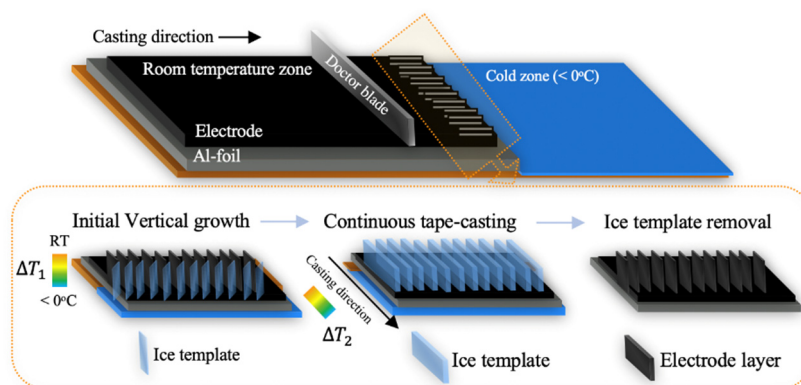 Casting direction
Room temperature zone
Doctor blade
Cold zone (< 0°C)
Electrode
Al-foil
Initial Vertical growth
Continuous tape-casting
Ice template removal
RT
ΔT₁
< 0°C
Casting direction
ΔT₂
Ice template
Ice template
Electrode layer